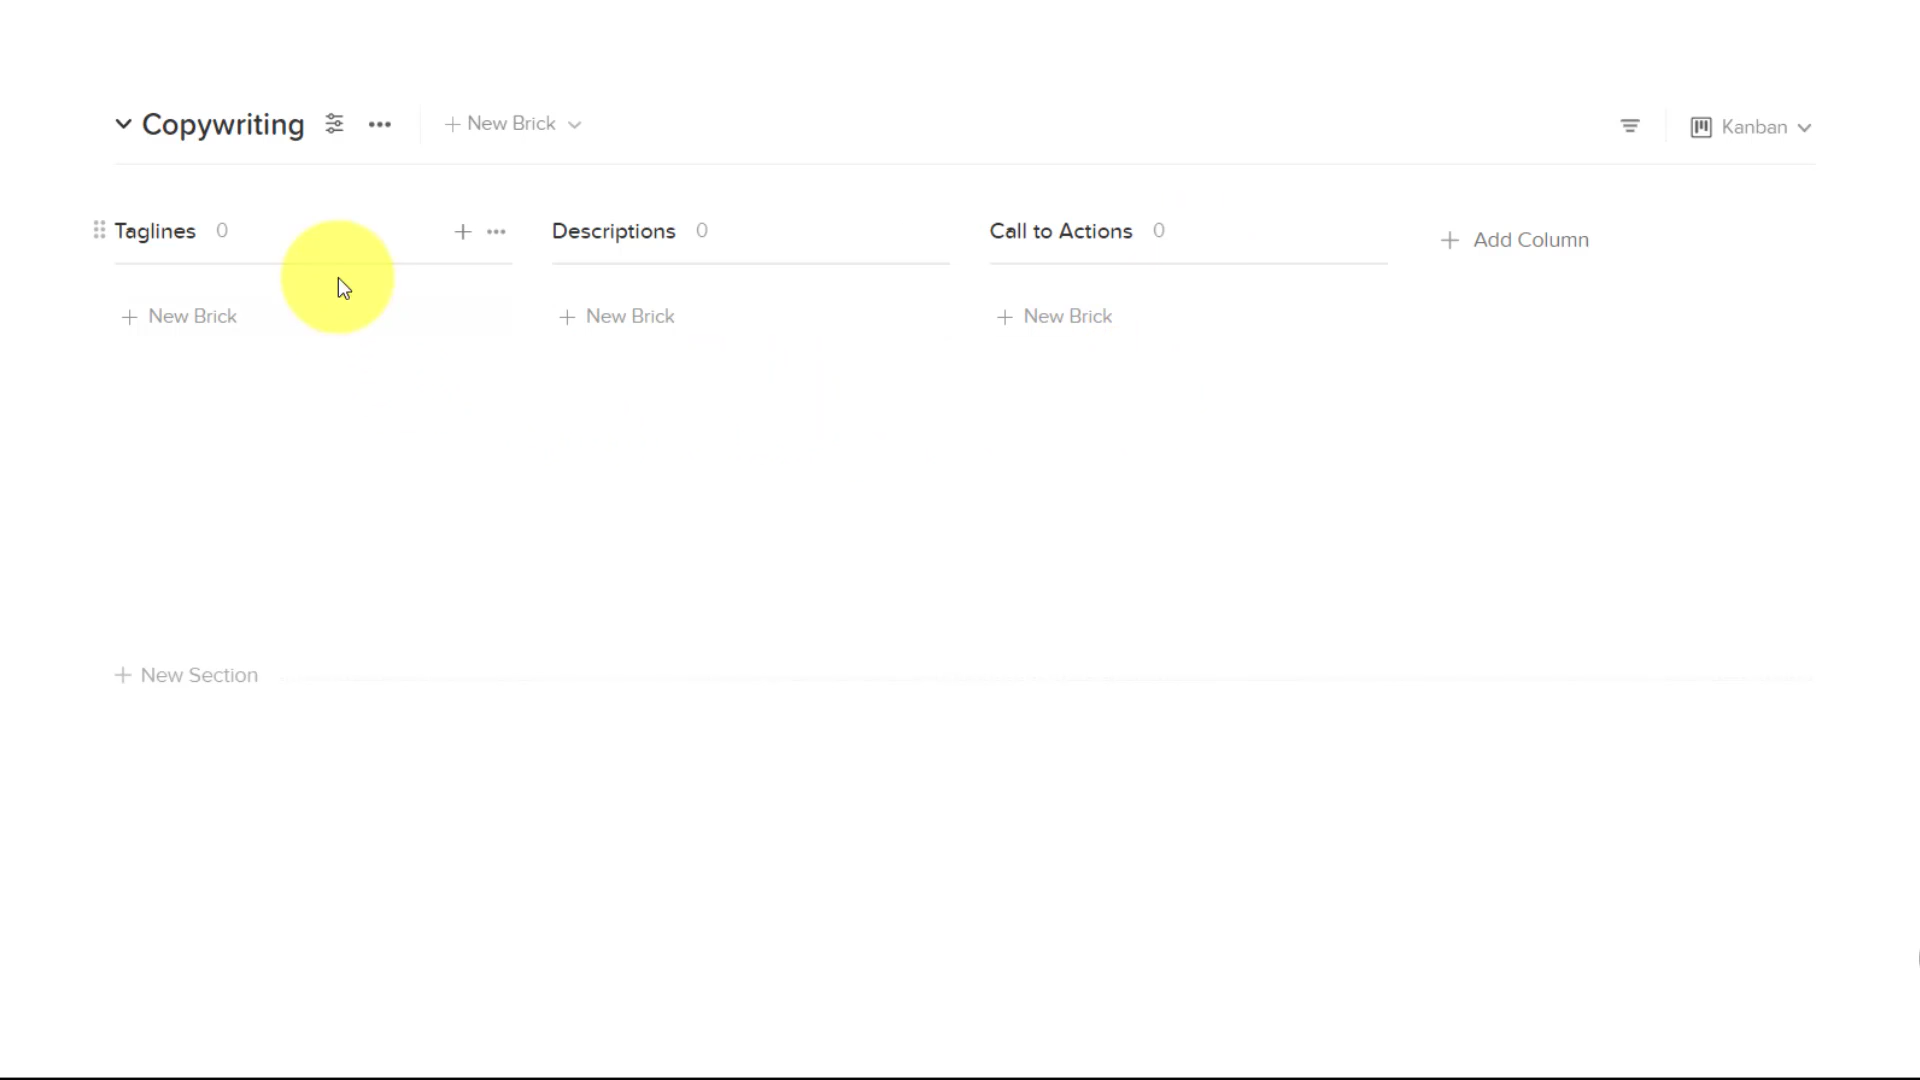 Copywriting
New Brick
Kanban
Taglines 0
Descriptions 0
Call to Actions 0
Add Column
New Brick
New Brick
New Brick
New Section